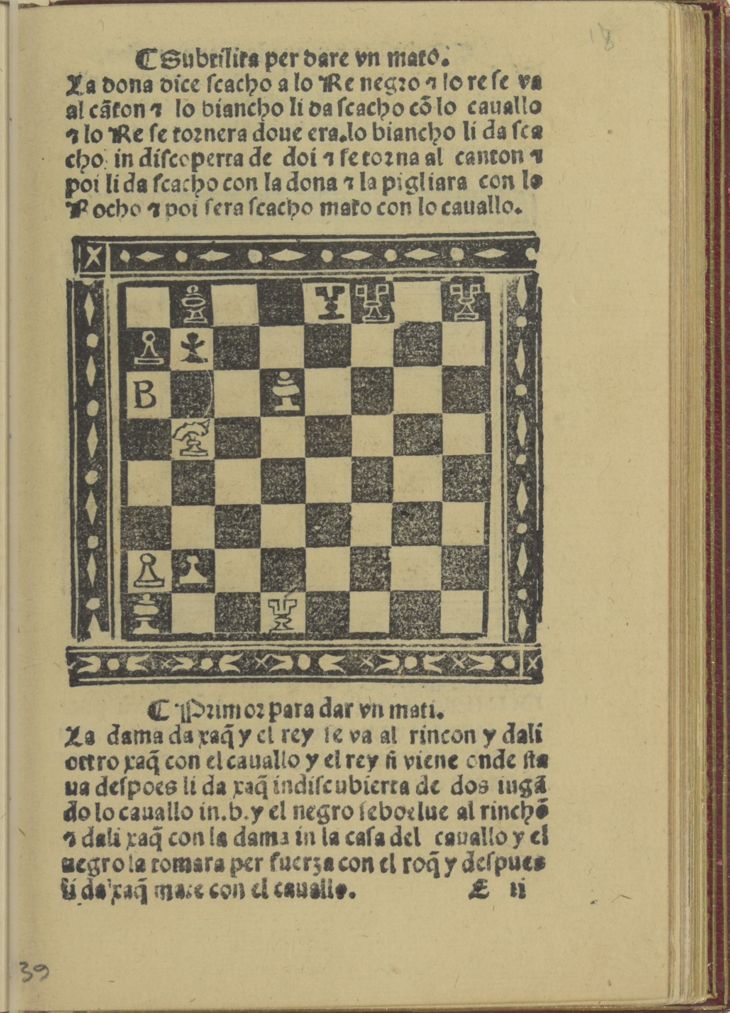 18
☾ Subtilita per dare vn mato.
La dona dice ſcacho a lo Re negro ⁊ lo re ſe va
al cãton ⁊ lo biancho li da ſcacho cõ lo cauallo
⁊ lo Re ſe tornera doue era. lo biancho li da ſca
cho in diſcoperta de doi ⁊ ſe torna al canton ⁊
poi li da ſcacho con la dona ⁊ la pigliara con lo
Rocho ⁊ poi ſera ſcacho mato con lo cauallo.
B
☾ Primor para dar vn mati.
La dama da xaq̃ y el rey ſe va al rincon y dali
ottro xaq̃ con el cauallo y el rey ſi viene onde ſta
ua deſpoes li da xaq̃ indiſcubierta de dos iugã
do lo cauallo in .b. y el negro ſeboelue al rinchõ
⁊ dali xaq̃ con la dama in la caſa del cauallo y el
negro la tomara per fuerza con el roq̃ y deſpues
li da xaq̃ mate con el cauallo. E ii
39